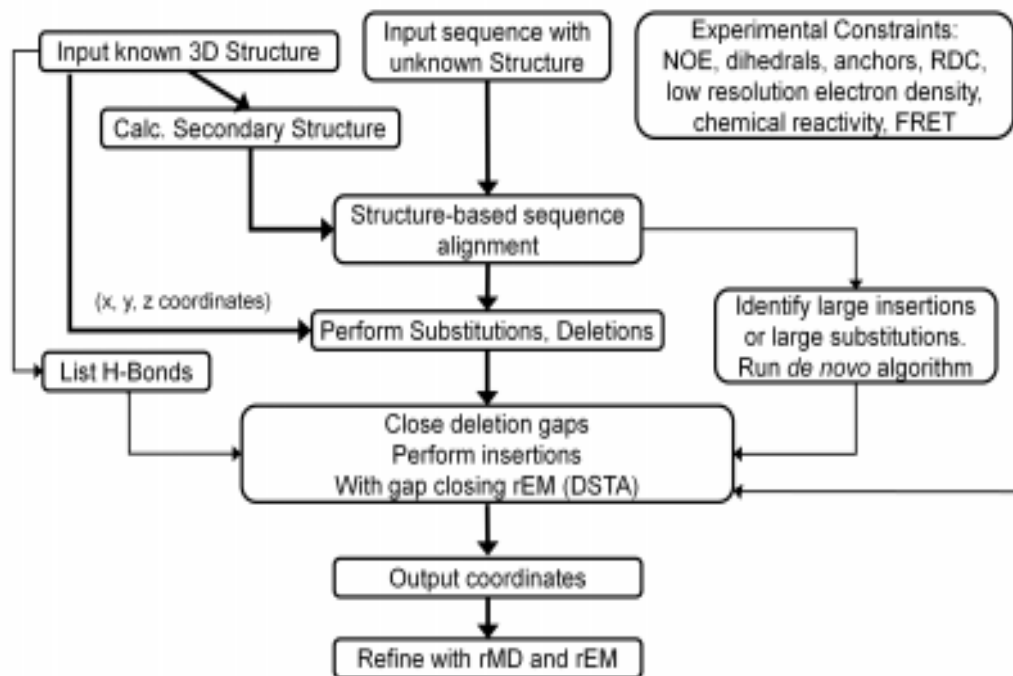 Input known 3D Structure
Input sequence with
unknown Structure
Experimental Constraints:
NOE, dihedrals, anchors, RDC,
low resolution electron density,
chemical reactivity, FRET
Calc. Secondary Structure
Structure-based sequence
alignment
(x, y, z coordinates)
Perform Substitutions, Deletions
Identify large insertions
or large substitutions.
Run de novo algorithm
List H-Bonds
Close deletion gaps
Perform insertions
With gap closing rEM (DSTA)
Output coordinates
Refine with rMD and rEM